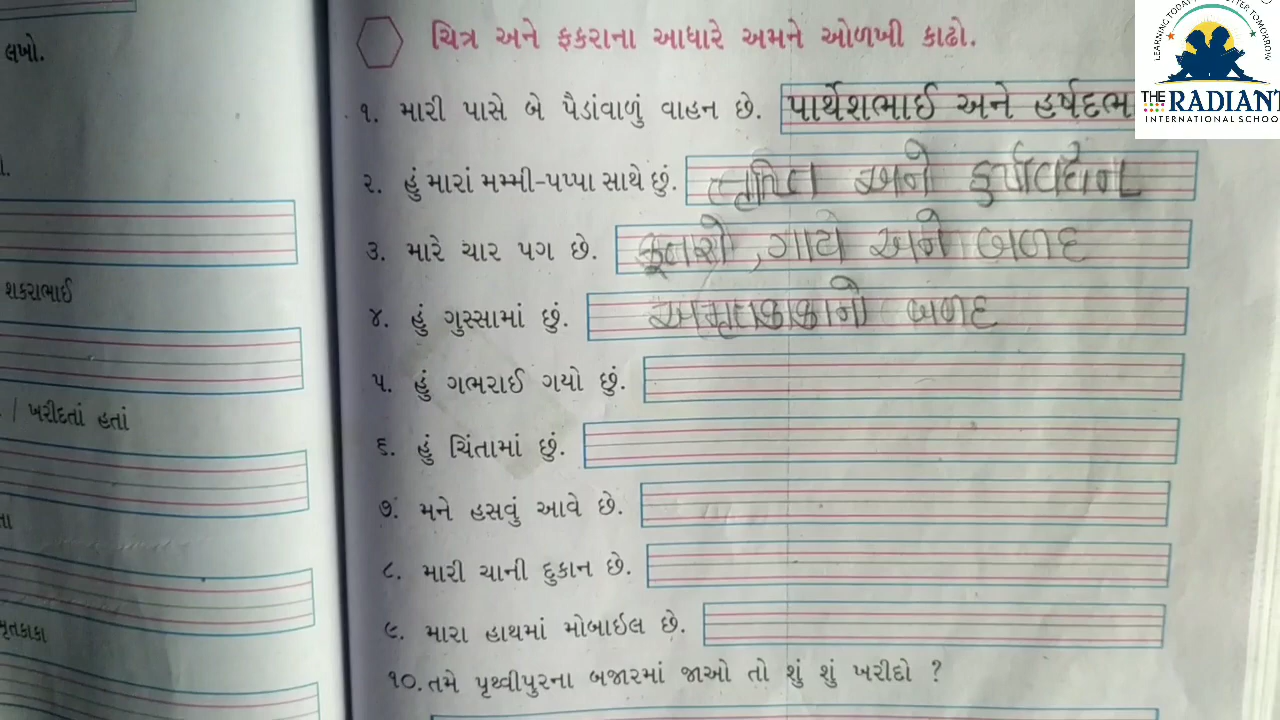 લખો.
શકરાભાઈ
/ ખરીદતાં હતાં
મૃતકાકા
ચિત્ર અને ફકરાના આધારે અમને ઓળખી કાઢો.
૧. મારી પાસે બે પૈડાંવાળું વાહન છે. પાર્થેશભાઈ અને હર્ષદભ
૨. હું મારાં મમ્મી-પપ્પા સાથે છું. અને
૩. મારે ચાર પગ છે. કૂતરો, ગાયો અને બળદ
૪. હું ગુસ્સામાં છું. અમૃતકાકાનો બળદ
૫. હું ગભરાઈ ગયો છું.
૬. હું ચિંતામાં છું.
૭. મને હસવું આવે છે.
૮. મારી ચાની દુકાન છે.
૯. મારા હાથમાં મોબાઈલ છે.
૧૦. તમે પૃથ્વીપુરના બજારમાં જાઓ તો શું શું ખરીદો ?
THE RADIANT
INTERNATIONAL SCHOO